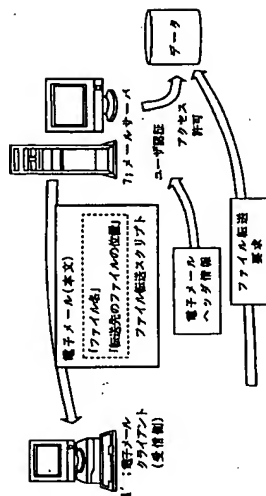 1';電子メール
クライアント
(受信側)
電子メール(本文)
「ファイル名」
「転送先のファイルの位置」
ファイル転送スクリプト
7;メールサーバ
電子メール
ヘッダ情報
ユーザ認証
アクセス
許可
ファイル転送
要求
データ